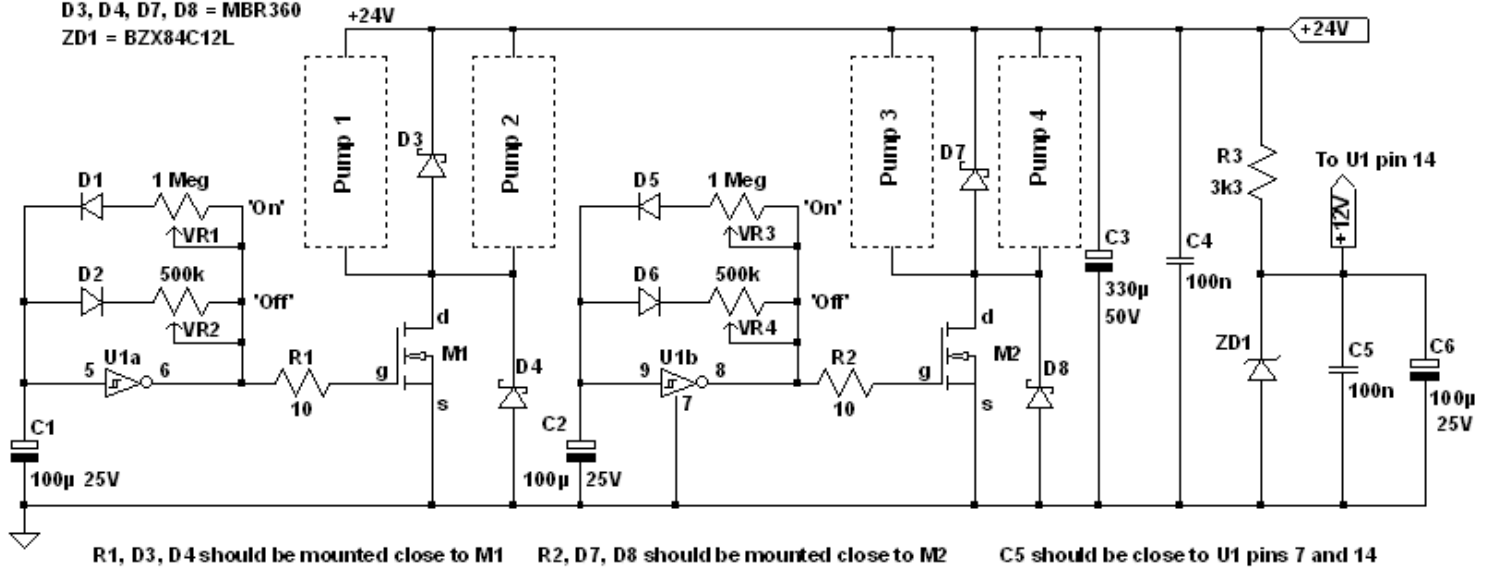 D3, D4, D7, D8 = MBR360
ZD1 = BZX84C12L
+24V
+24V
Pump 1
D3
Pump 2
Pump 3
D7
Pump 4
R3
3k3
To U1 pin 14
+12V
D1
1 Meg
'On'
VR1
D2
500k
'Off'
VR2
U1a
5
6
R1
10
g
d
M1
s
D4
D5
1 Meg
'On'
VR3
D6
500k
'Off'
VR4
U1b
9
8
7
R2
10
g
d
M2
s
D8
C3
330µ
50V
C4
100n
ZD1
C5
100n
C6
100µ
25V
C1
100µ 25V
C2
100µ 25V
R1, D3, D4 should be mounted close to M1
R2, D7, D8 should be mounted close to M2
C5 should be close to U1 pins 7 and 14